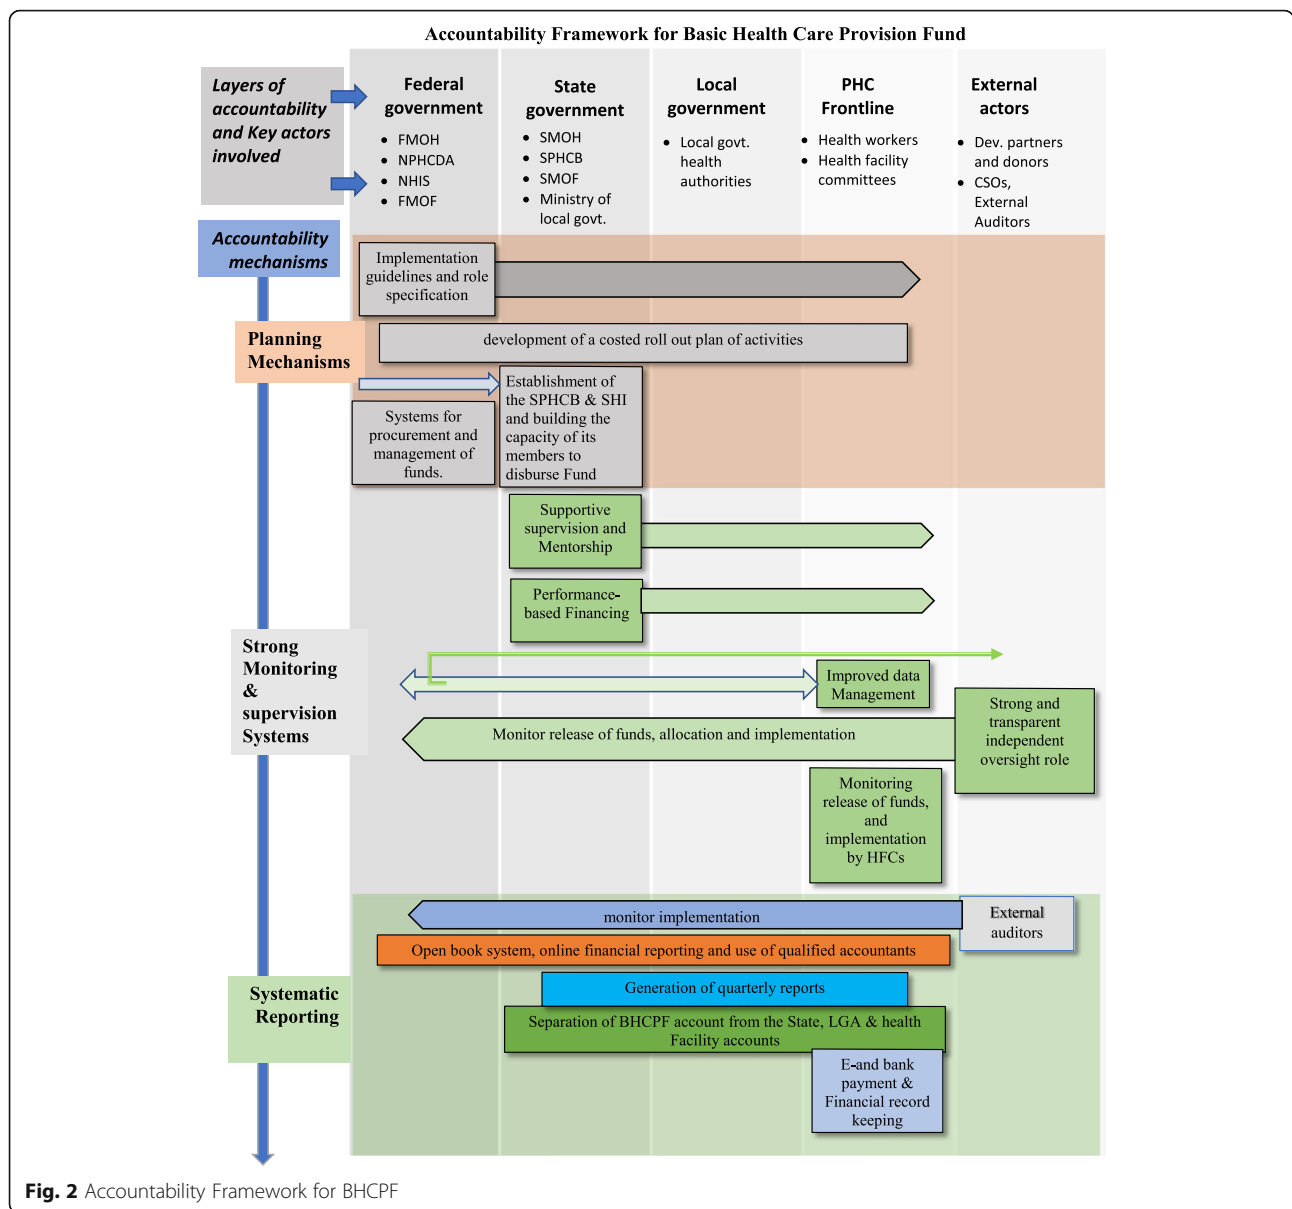 Accountability Framework for Basic Health Care Provision Fund
Layers of
accountability
and Key actors
involved
Federal
government
• FMOH
• NPHCDA
• NHIS
• FMOF
State
government
• SMOH
• SPHCB
• SMOF
• Ministry of
local govt.
Local
government
• Local govt.
health
authorities
PHC
Frontline
• Health workers
• Health facility
committees
External
actors
• Dev. partners
and donors
• CSOs,
External
Auditors
Accountability
mechanisms
Implementation
guidelines and role
specification
Planning
Mechanisms
development of a costed roll out plan of activities
Systems for
procurement and
management of
funds.
Establishment of
the SPHCB & SHI
and building the
capacity of its
members to
disburse Fund
Supportive
supervision and
Mentorship
Performance-
based Financing
Strong
Monitoring
&
supervision
Systems
Improved data
Management
Monitor release of funds, allocation and implementation
Strong and
transparent
independent
oversight role
Monitoring
release of funds,
and
implementation
by HFCs
monitor implementation
External
auditors
Open book system, online financial reporting and use of qualified accountants
Systematic
Reporting
Generation of quarterly reports
Separation of BHCPF account from the State, LGA & health
Facility accounts
E-and bank
payment &
Financial record
keeping
Fig. 2 Accountability Framework for BHCPF